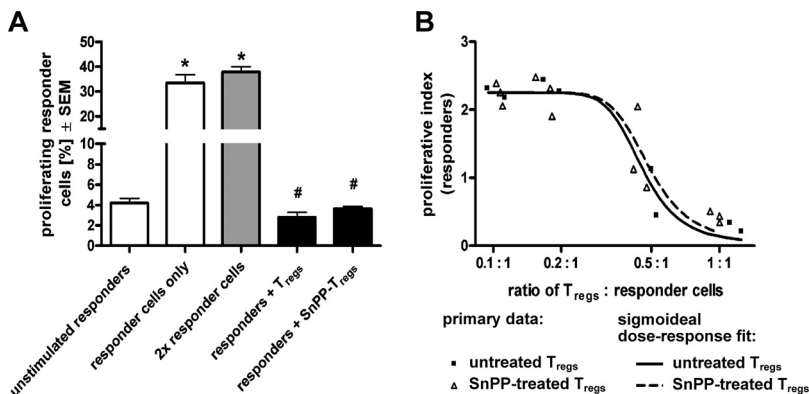 A
proliferating responder
cells [%] ± SEM
50
40
30
20
10
8
6
4
2
0
*
*
#
#
unstimulated responders
responder cells only
2x responder cells
responders + Tregs
responders + SnPP-Tregs
B
proliferative index
(responders)
3
2
1
0
0.1 : 1
0.2 : 1
0.5 : 1
1 : 1
ratio of Tregs : responder cells
primary data:
untreated Tregs
SnPP-treated Tregs
sigmoideal
dose-response fit:
untreated Tregs
SnPP-treated Tregs